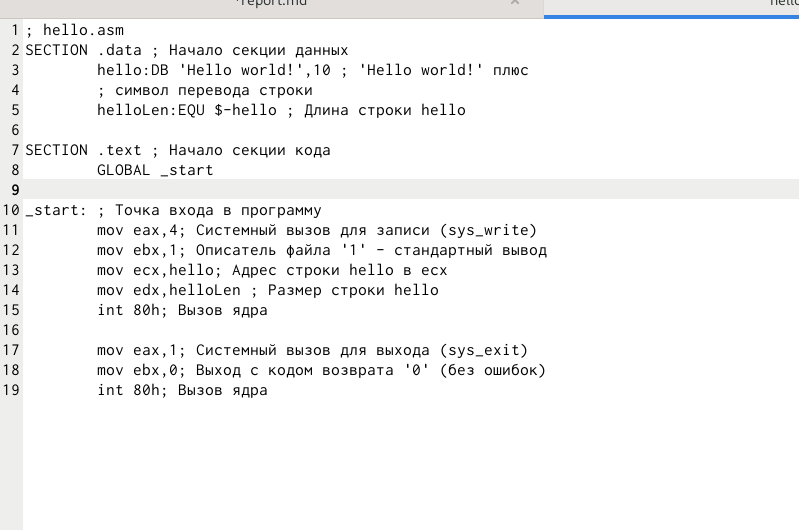 *report.md
hello
1 ; hello.asm
2 SECTION .data ; Начало секции данных
3 hello:DB 'Hello world!',10 ; 'Hello world!' плюс
4 ; символ перевода строки
5 helloLen:EQU $-hello ; Длина строки hello
6
7 SECTION .text ; Начало секции кода
8 GLOBAL _start
9
10 _start: ; Точка входа в программу
11 mov eax,4; Системный вызов для записи (sys_write)
12 mov ebx,1; Описатель файла '1' - стандартный вывод
13 mov ecx,hello; Адрес строки hello в ecx
14 mov edx,helloLen ; Размер строки hello
15 int 80h; Вызов ядра
16
17 mov eax,1; Системный вызов для выхода (sys_exit)
18 mov ebx,0; Выход с кодом возврата '0' (без ошибок)
19 int 80h; Вызов ядра